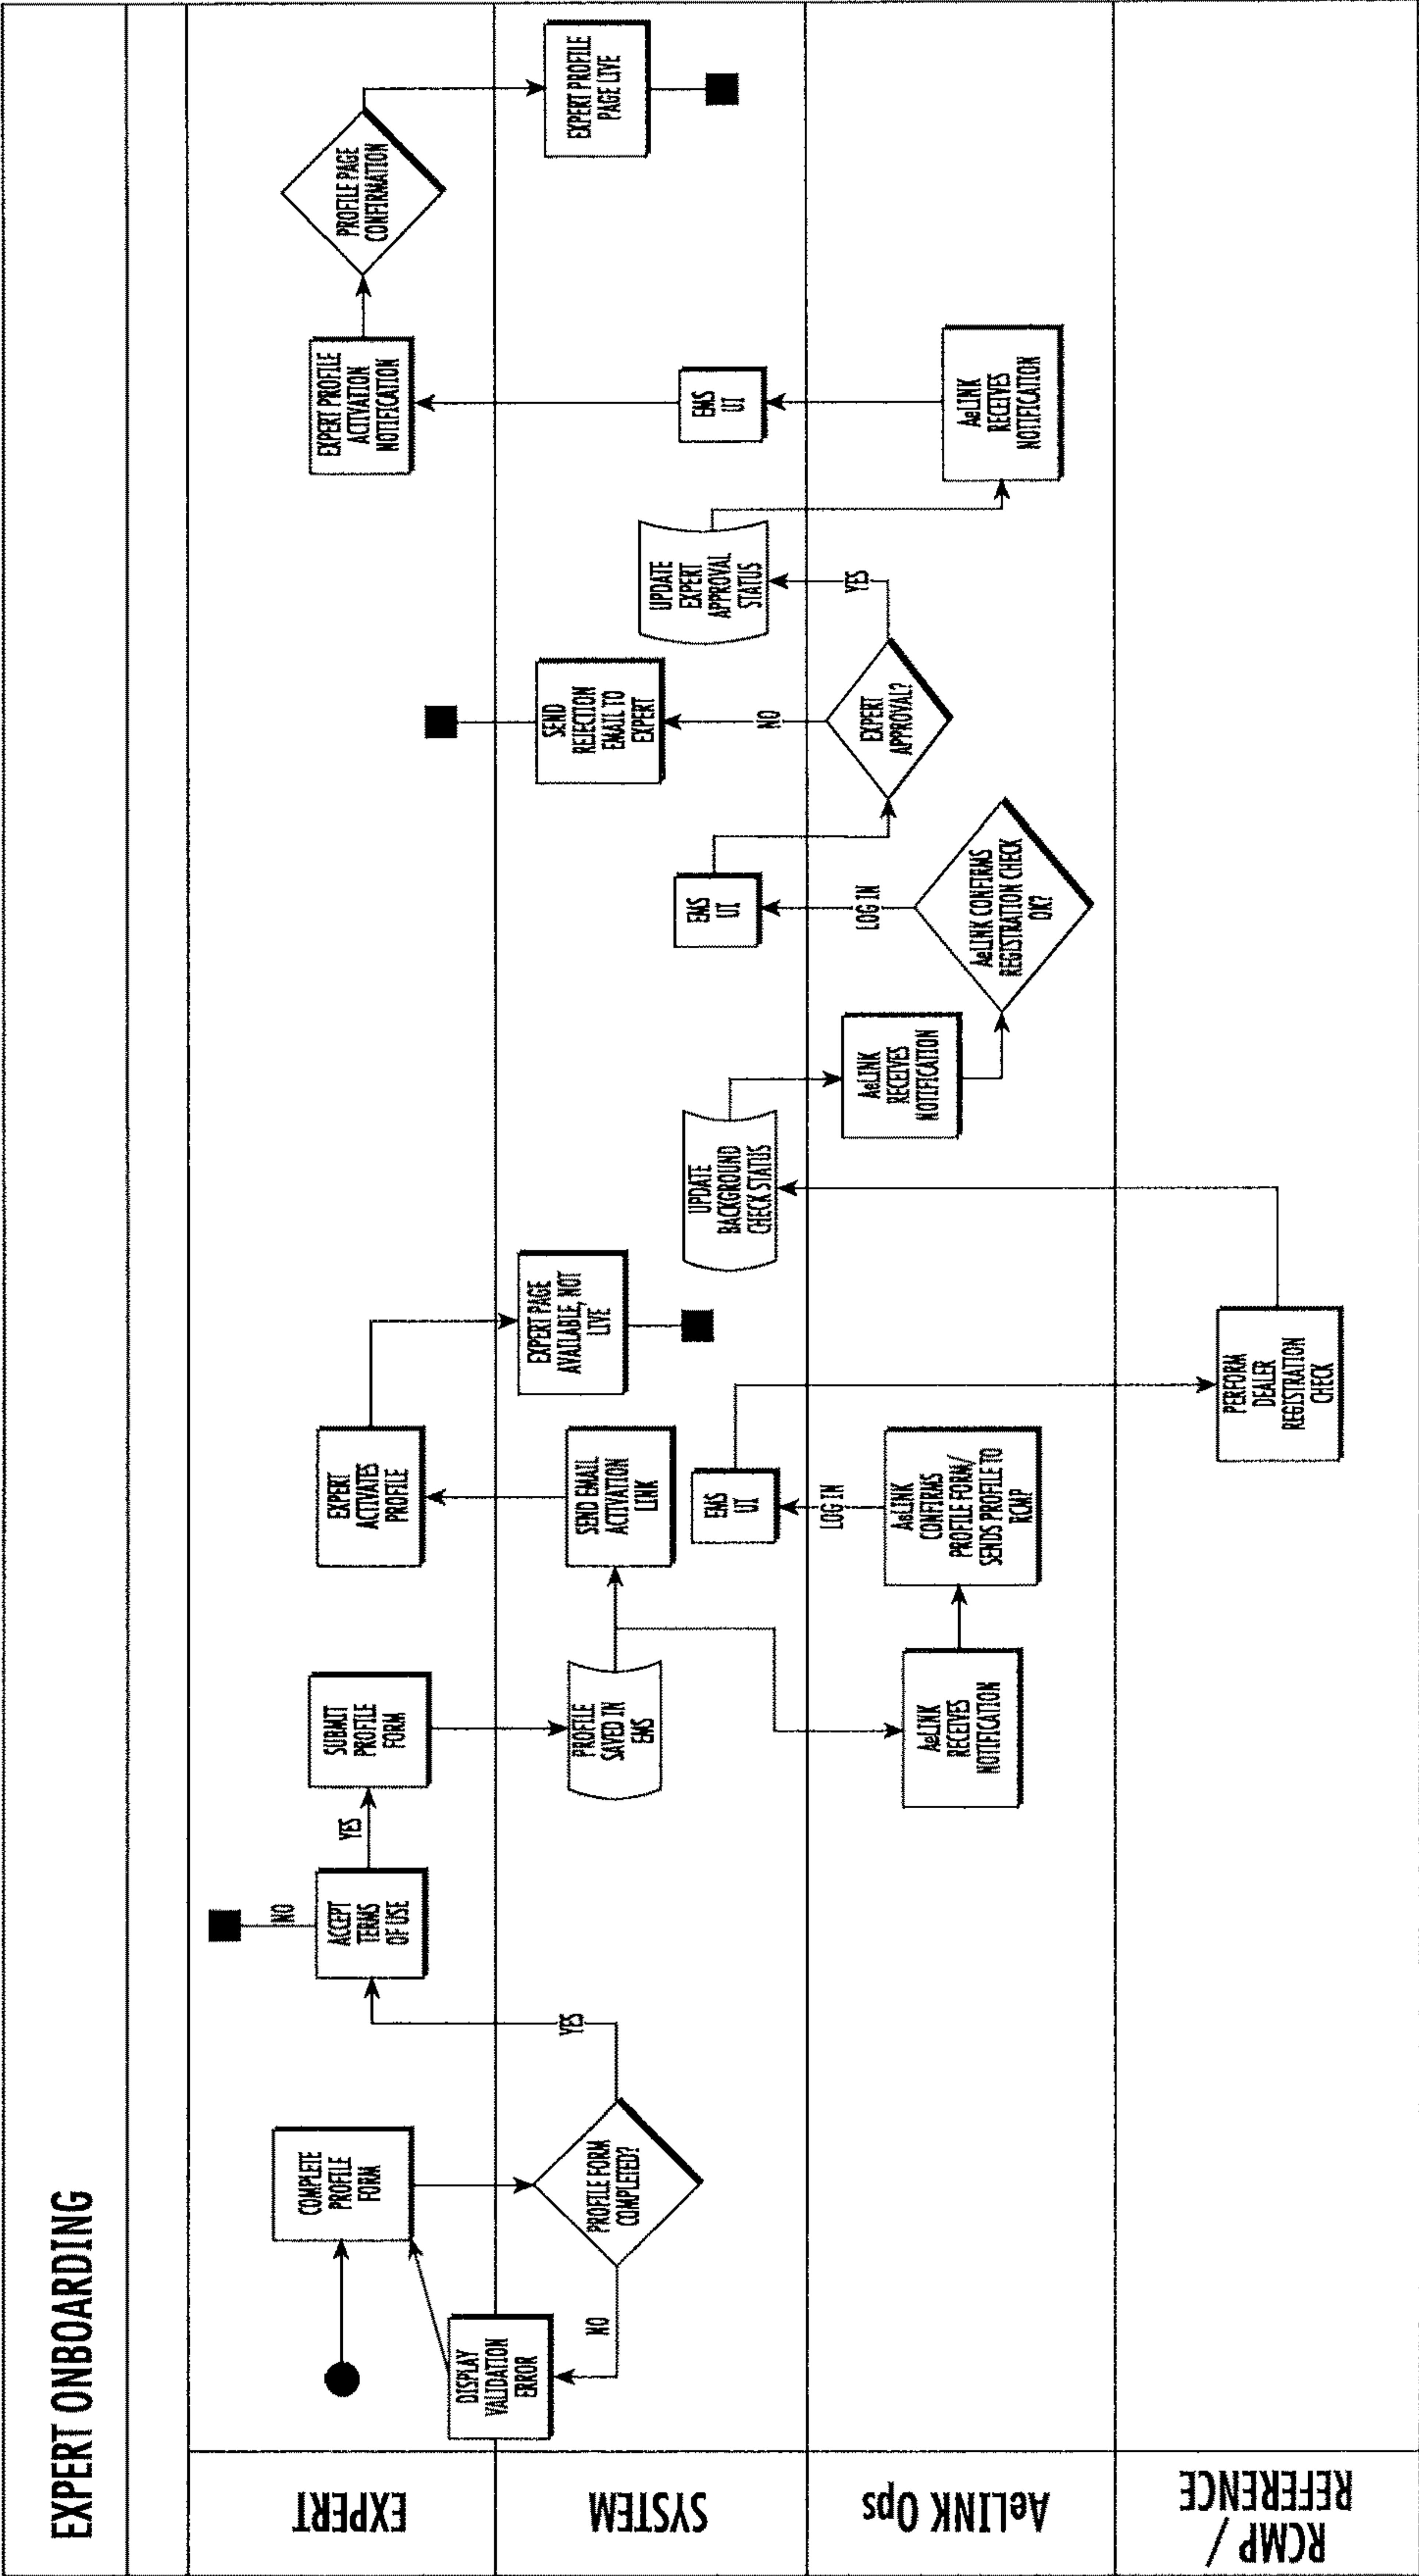 EXPERT ONBOARDING
EXPERT
COMPLETE
PROFILE
FORM
NO
ACCEPT
TERMS
OF USE
YES
SUBMIT
PROFILE
FORM
EXPERT
ACTIVATES
PROFILE
EXPERT PROFILE
ACTIVATION
NOTIFICATION
PROFILE PAGE
CONFIRMATION
SYSTEM
DISPLAY
VALIDATION
ERROR
NO
PROFILE FORM
COMPLETED?
YES
PROFILE
SAVED IN
EMS
SEND EMAIL
ACTIVATION
LINK
EMS
UI
EXPERT PAGE
AVAILABLE, NOT
LIVE
UPDATE
BACKGROUND
CHECK STATUS
EMS
UI
SEND
REJECTION
EMAIL TO
EXPERT
UPDATE
EXPERT
APPROVAL
STATUS
EMS
UI
EXPERT PROFILE
PAGE LIVE
AeLINK Ops
AeLINK
RECEIVES
NOTIFICATION
AeLINK
CONFIRMS
PROFILE FORM/
SENDS PROFILE TO
RCMP
LOG IN
AeLINK
RECEIVES
NOTIFICATION
AeLINK CONFIRMS
REGISTRATION CHECK
OK?
LOG IN
EXPERT
APPROVAL?
NO
YES
AeLINK
RECEIVES
NOTIFICATION
RCMP /
REFERENCE
PERFORM
DEALER
REGISTRATION
CHECK